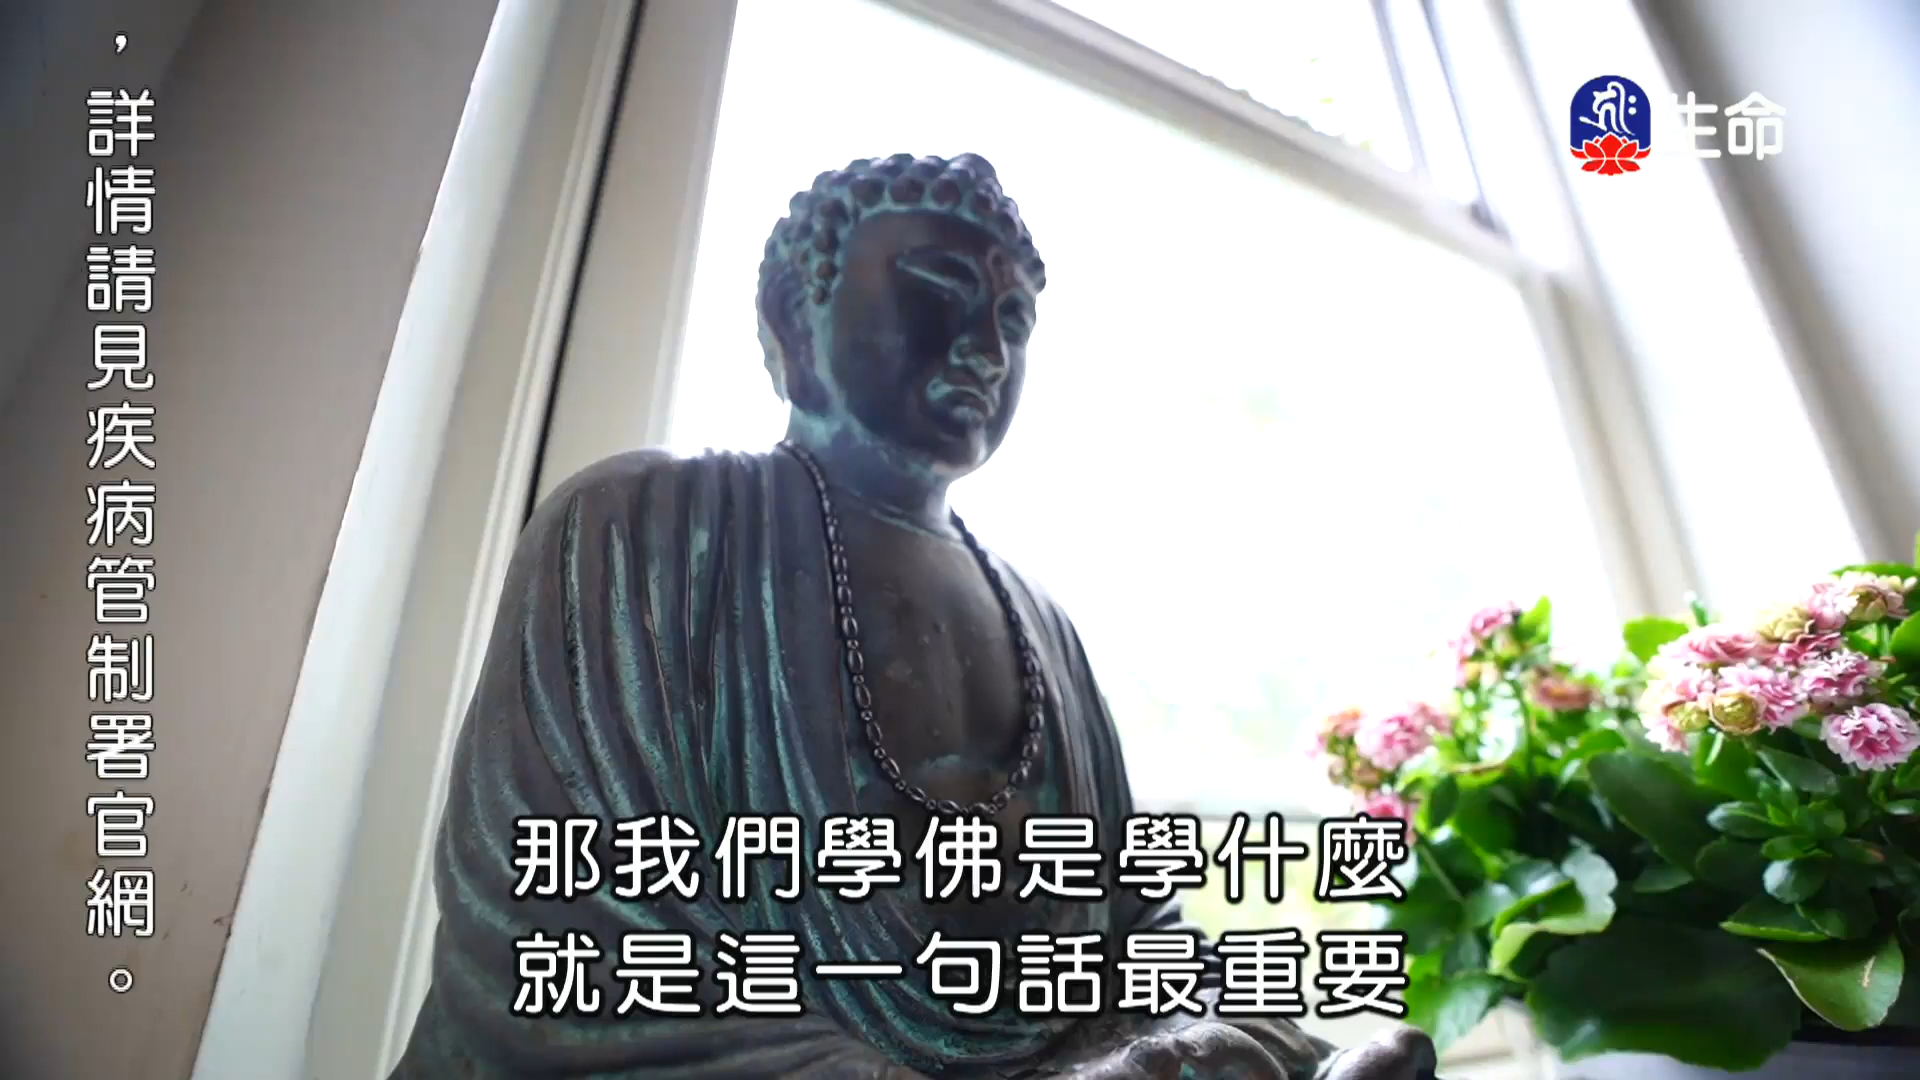 ，詳情請見疾病管制署官網。
生命
那我們學佛是學什麼
就是這一句話最重要